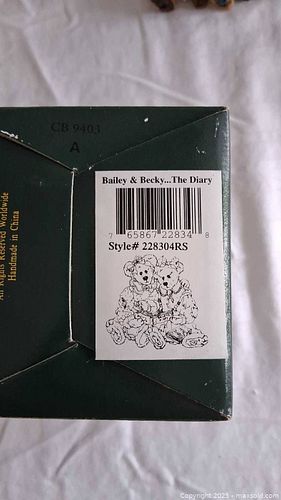 CB 9403
A
Bailey & Becky...The Diary
7 65867 22834 8
Style# 228304RS
All Rights Reserved Worldwide
Handmade in China
Copyright 2025 - maxsold.com